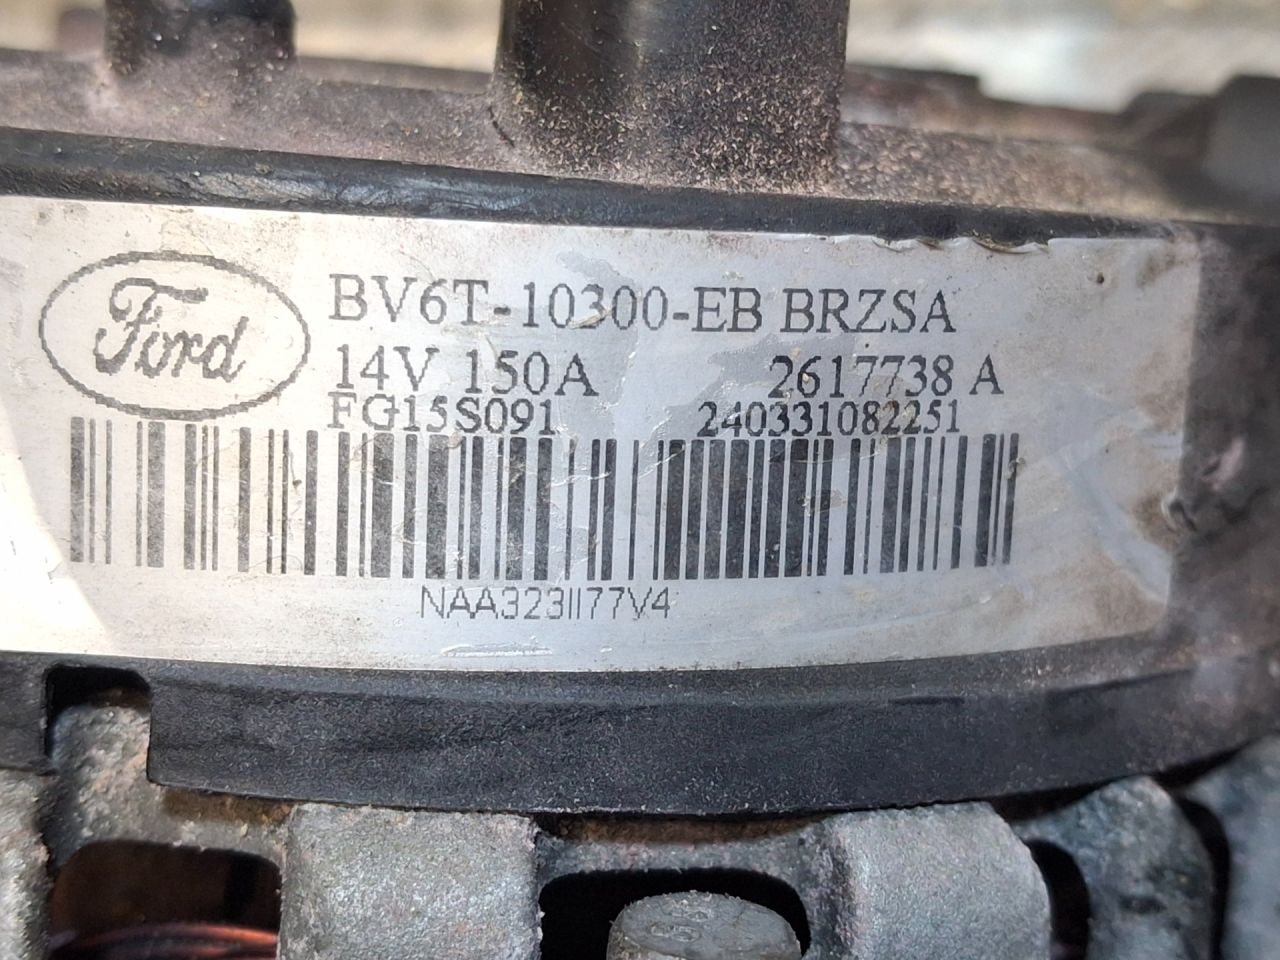 Ford
BV6T-10300-EB BRZSA
14V 150A 2617738 A
FG15S091 240331082251
NAA323II77V4